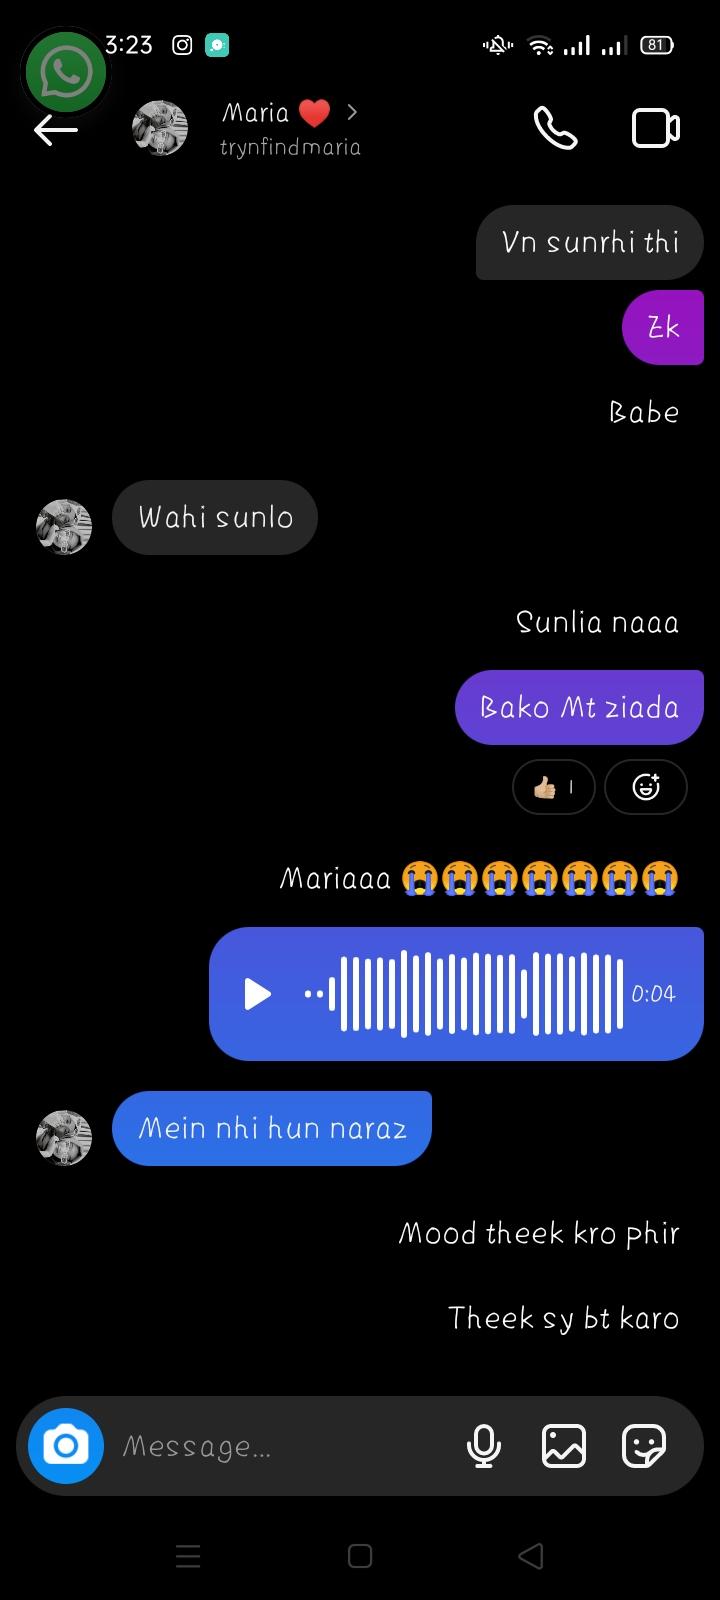 3:23
81
Maria ❤️ >
trynfindmaria
Vn sunrhi thi
Zk
Babe
Wahi sunlo
Sunlia naaa
Bako Mt ziada
👍🏼 1
Mariaaa 😭😭😭😭😭😭😭
0:04
Mein nhi hun naraz
Mood theek kro phir
Theek sy bt karo
Message...